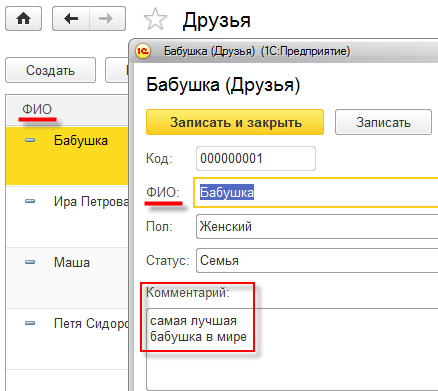 Друзья
Бабушка (Друзья) (1С:Предприятие)
Создать
Бабушка (Друзья)
Записать и закрыть
Записать
ФИО
Код:
000000001
Бабушка
ФИО:
Бабушка
Ира Петрова
Пол:
Женский
Маша
Статус:
Семья
Комментарий:
самая лучшая
бабушка в мире
Петя Сидоро